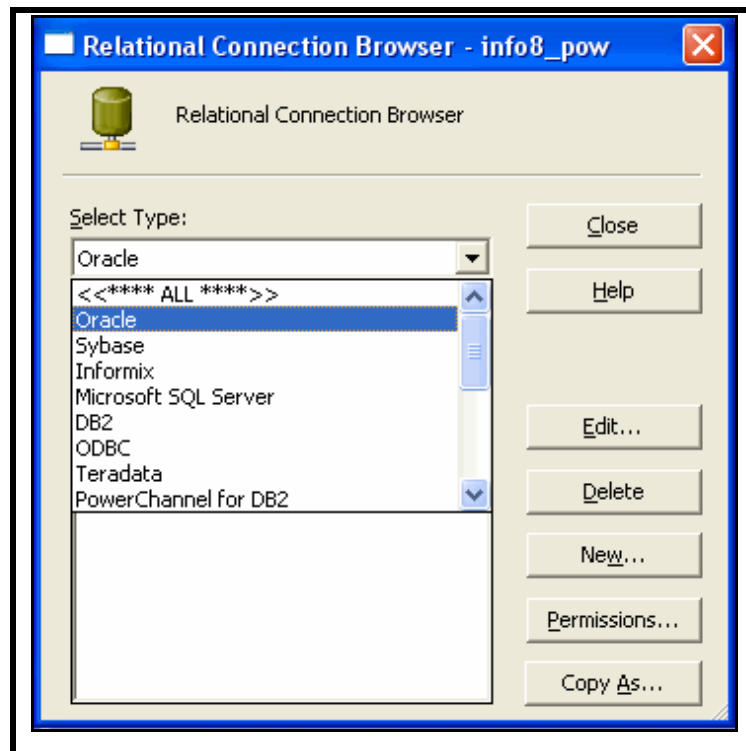 Relational Connection Browser - info8_pow
Relational Connection Browser
Select Type:
Oracle
<<**** ALL ****>>
Oracle
Sybase
Informix
Microsoft SQL Server
DB2
ODBC
Teradata
PowerChannel for DB2
Close
Help
Edit...
Delete
New...
Permissions...
Copy As...